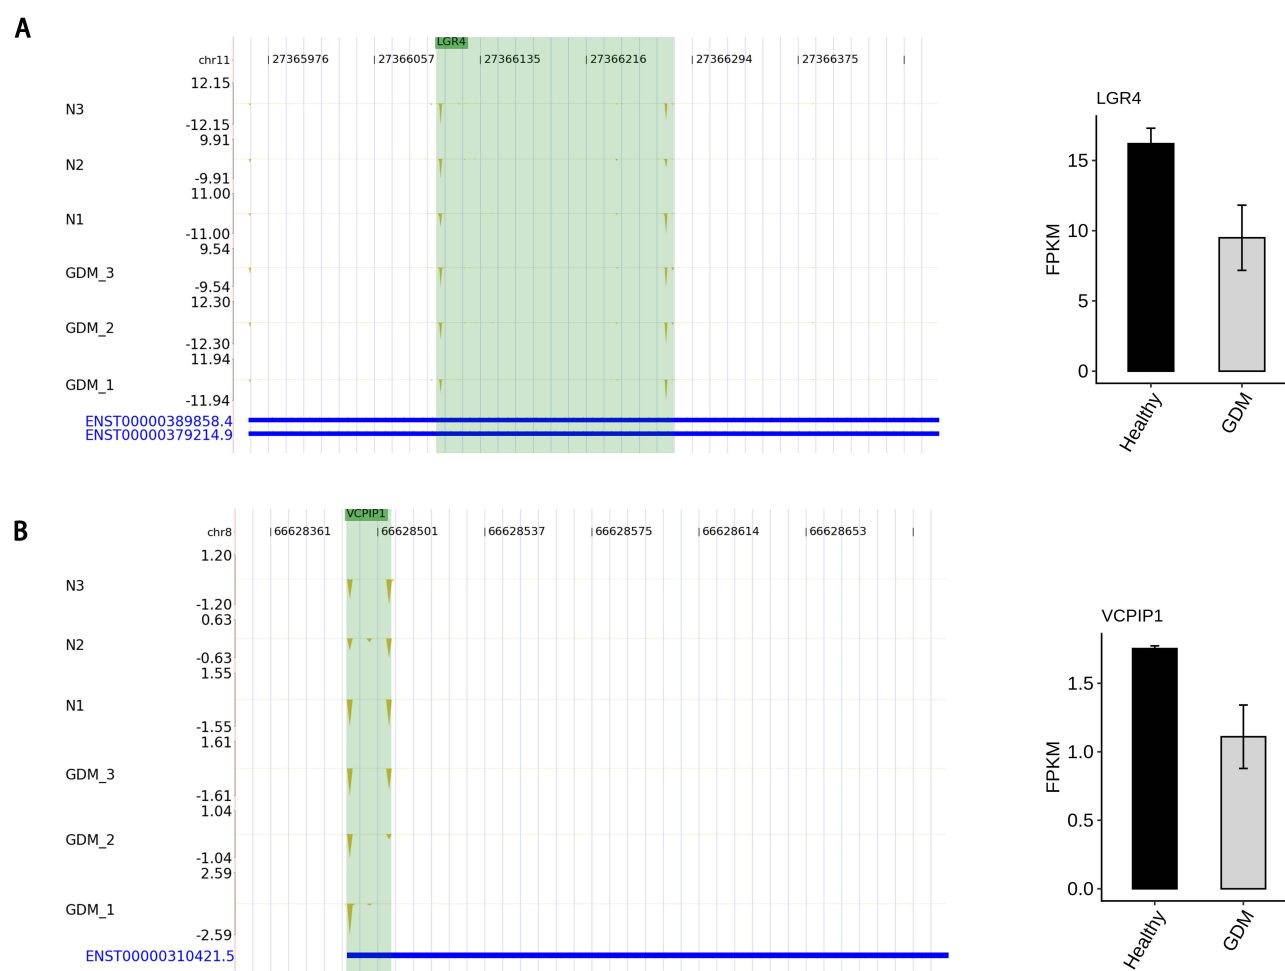 A
LGR4
chr11 27365976 27366057 27366135 27366216 27366294 27366375
12.15
N3
-12.15
9.91
N2
-9.91
11.00
N1
-11.00
9.54
GDM_3
-9.54
12.30
GDM_2
-12.30
11.94
GDM_1
-11.94
ENST00000389858.4
ENST00000379214.9
LGR4
FPKM
15
10
5
0
Healthy
GDM
B
VCPIP1
chr8 66628361 66628501 66628537 66628575 66628614 66628653
1.20
N3
-1.20
0.63
N2
-0.63
1.55
N1
-1.55
1.61
GDM_3
-1.61
1.04
GDM_2
-1.04
2.59
GDM_1
-2.59
ENST00000310421.5
VCPIP1
FPKM
1.5
1.0
0.5
0.0
Healthy
GDM